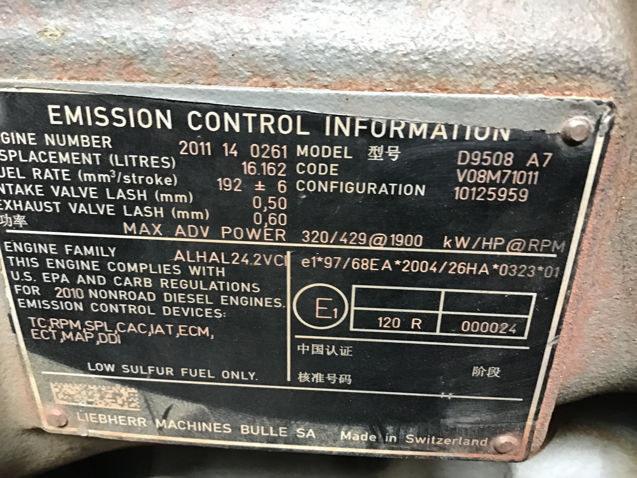 EMISSION CONTROL INFORMATION
ENGINE NUMBER 2011 14 0261 MODEL 型号 D9508 A7
DISPLACEMENT (LITRES) 16.162 CODE V08M71011
FUEL RATE (mm³/stroke) 192 ± 6 CONFIGURATION 10125959
INTAKE VALVE LASH (mm) 0,50
EXHAUST VALVE LASH (mm) 0,60
功率 MAX ADV POWER 320/429@1900 kW/HP@RPM
ENGINE FAMILY ALHAL24.2VCI
THIS ENGINE COMPLIES WITH
U.S. EPA AND CARB REGULATIONS
FOR 2010 NONROAD DIESEL ENGINES.
EMISSION CONTROL DEVICES:
TC,RPM,SPL,CAC,IAT,ECM,
ECT,MAP,DDI
LOW SULFUR FUEL ONLY.
e1*97/68EA*2004/26HA*0323*01
E1
120 R 000024
中国认证
核准号码 阶段
LIEBHERR MACHINES BULLE SA Made in Switzerland